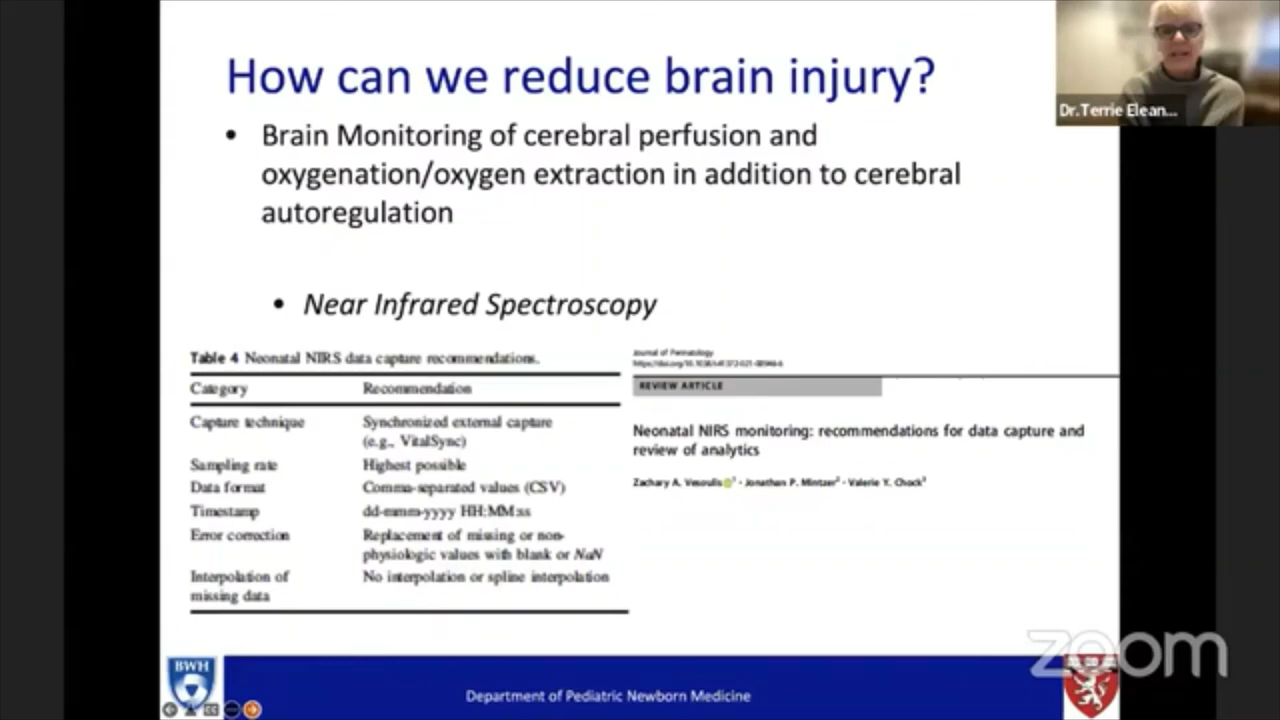 How can we reduce brain injury?
Dr.Terrie Elean...
• Brain Monitoring of cerebral perfusion and
oxygenation/oxygen extraction in addition to cerebral
autoregulation
• Near Infrared Spectroscopy
Table 4 Neonatal NIRS data capture recommendations.
Category Recommendation
Capture technique Synchronized external capture
(e.g., VitalSync)
Sampling rate Highest possible
Data format Comma-separated values (CSV)
Timestamp dd-mmm-yyyy HH:MM:ss
Error correction Replacement of missing or non-
physiologic values with blank or NaN
Interpolation of No interpolation or spline interpolation
missing data
Journal of Perinatology
REVIEW ARTICLE
Neonatal NIRS monitoring: recommendations for data capture and
review of analytics
Zachary A. Vesoulis · Jonathan P. Mintzer · Valerie Y. Chock
BWH
Department of Pediatric Newborn Medicine
zoom